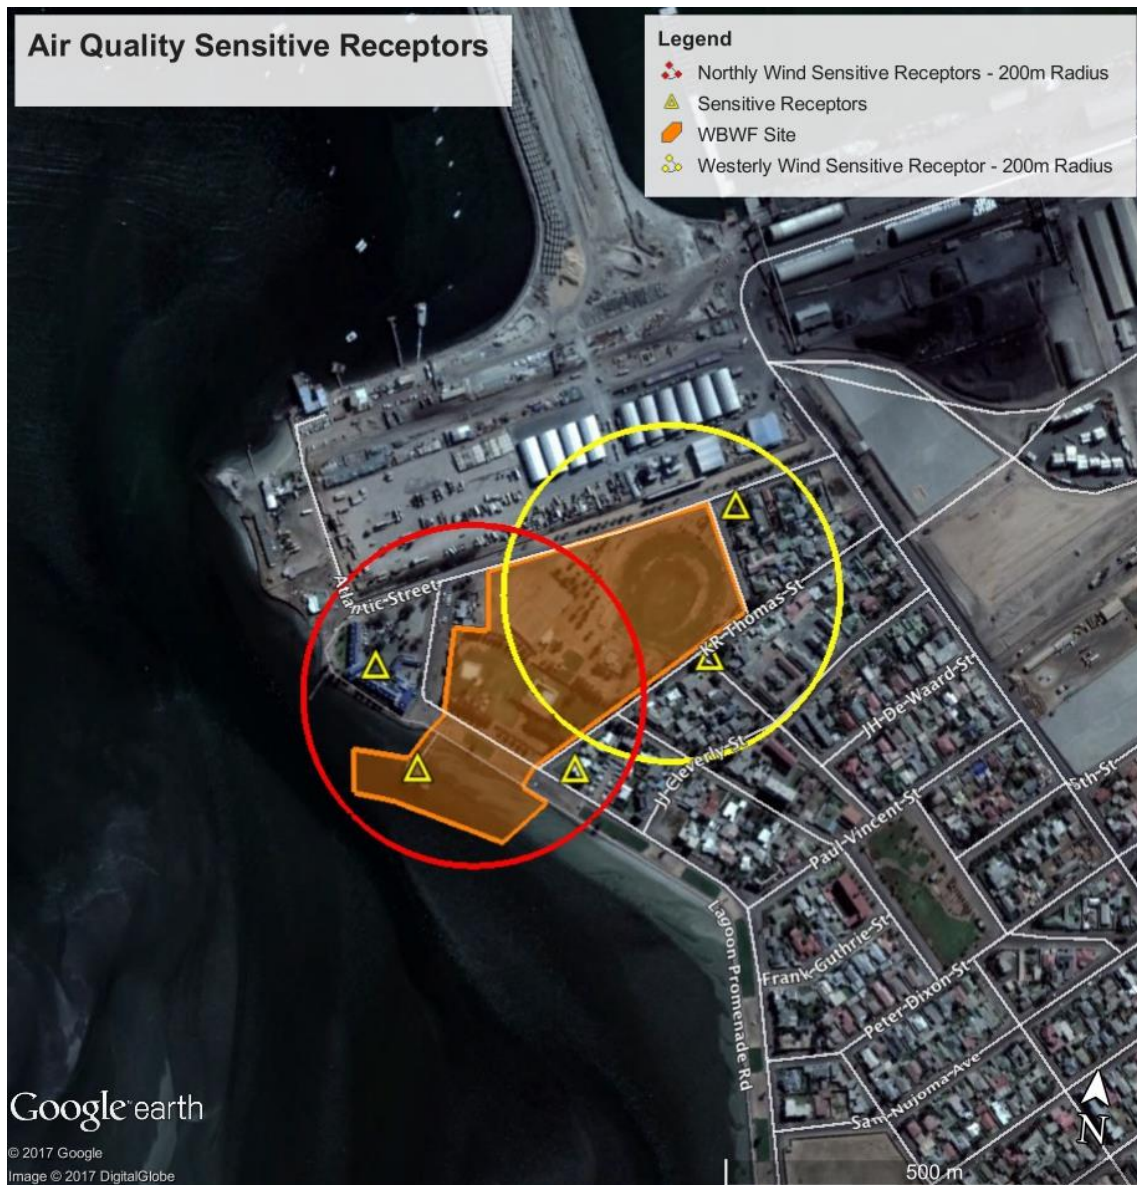 Air Quality Sensitive Receptors
Legend
Northly Wind Sensitive Receptors - 200m Radius
Sensitive Receptors
WBWF Site
Westerly Wind Sensitive Receptor - 200m Radius
Atlantic Street
KR Thomas St
JH De Waard St
JJ Cleverly St
5th St
Paul Vincent St
Lagoon Promenade Rd
Frank Guthrie St
Peter Dixon St
Sam Nujoma Ave
Google earth
N
© 2017 Google
Image © 2017 DigitalGlobe
500 m